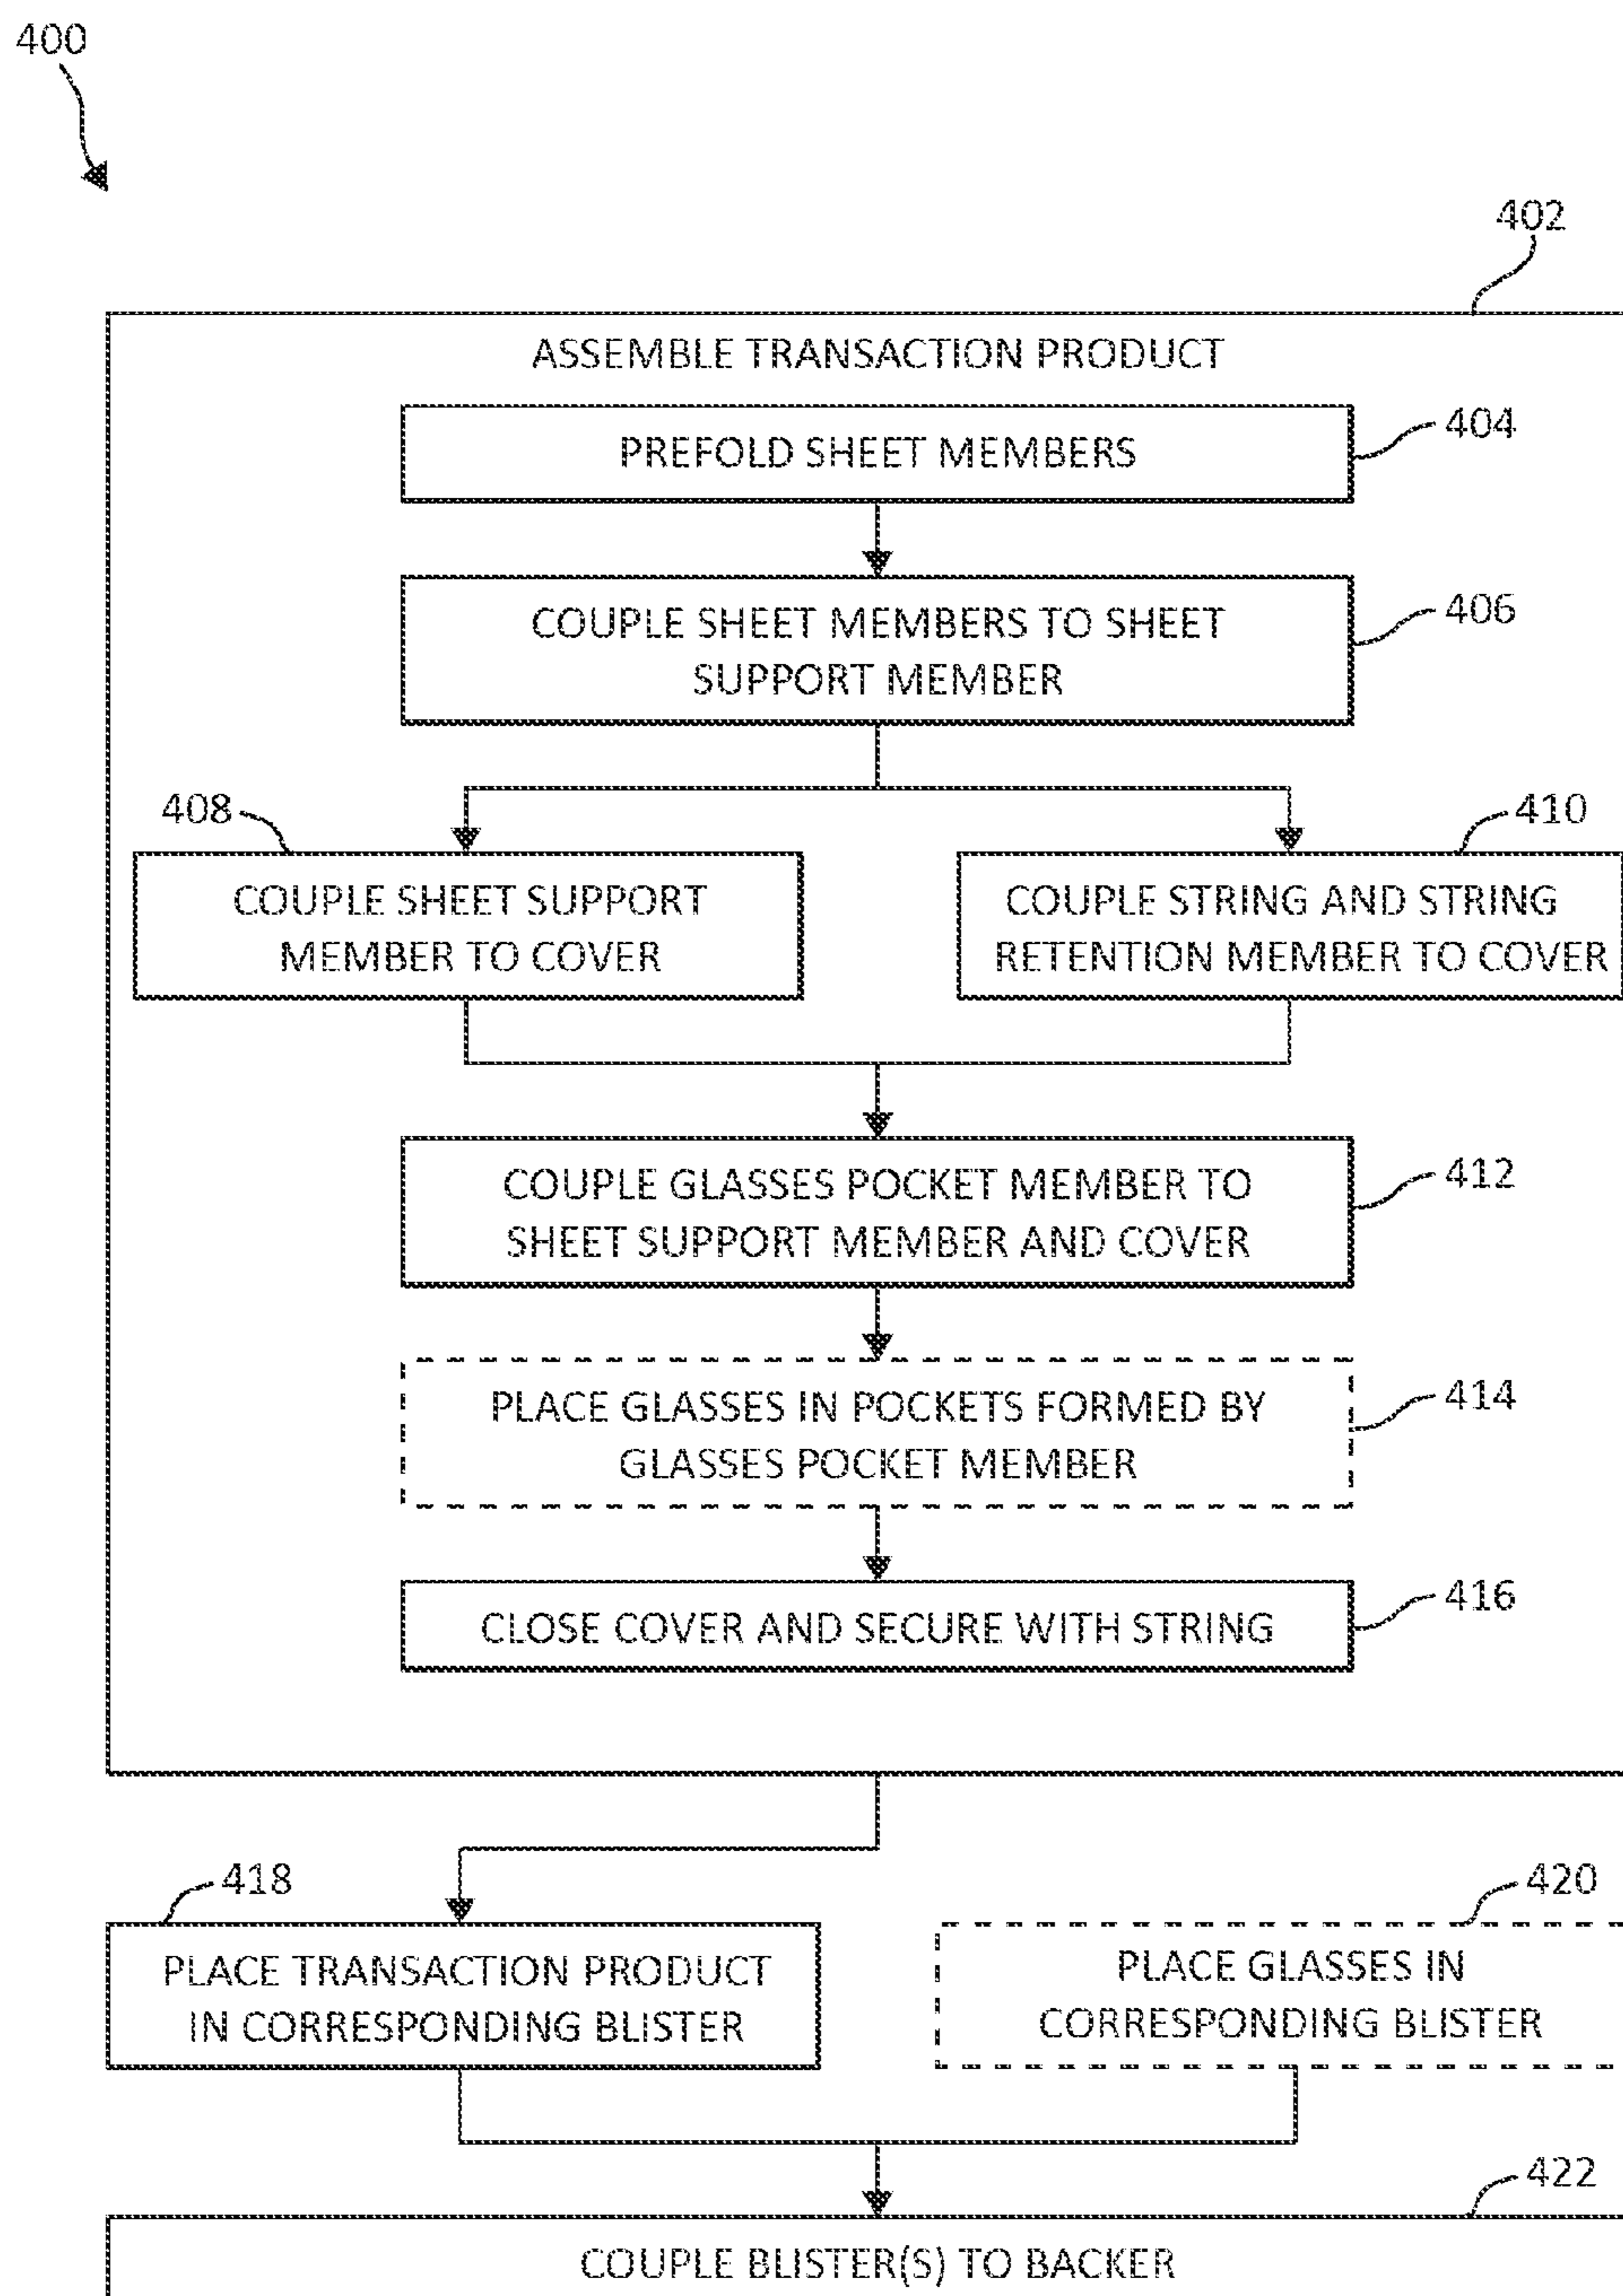 400
402
ASSEMBLE TRANSACTION PRODUCT
PREFOLD SHEET MEMBERS
404
COUPLE SHEET MEMBERS TO SHEET
SUPPORT MEMBER
406
408
COUPLE SHEET SUPPORT
MEMBER TO COVER
410
COUPLE STRING AND STRING
RETENTION MEMBER TO COVER
COUPLE GLASSES POCKET MEMBER TO
SHEET SUPPORT MEMBER AND COVER
412
PLACE GLASSES IN POCKETS FORMED BY
GLASSES POCKET MEMBER
414
CLOSE COVER AND SECURE WITH STRING
416
418
PLACE TRANSACTION PRODUCT
IN CORRESPONDING BLISTER
420
PLACE GLASSES IN
CORRESPONDING BLISTER
422
COUPLE BLISTER(S) TO BACKER